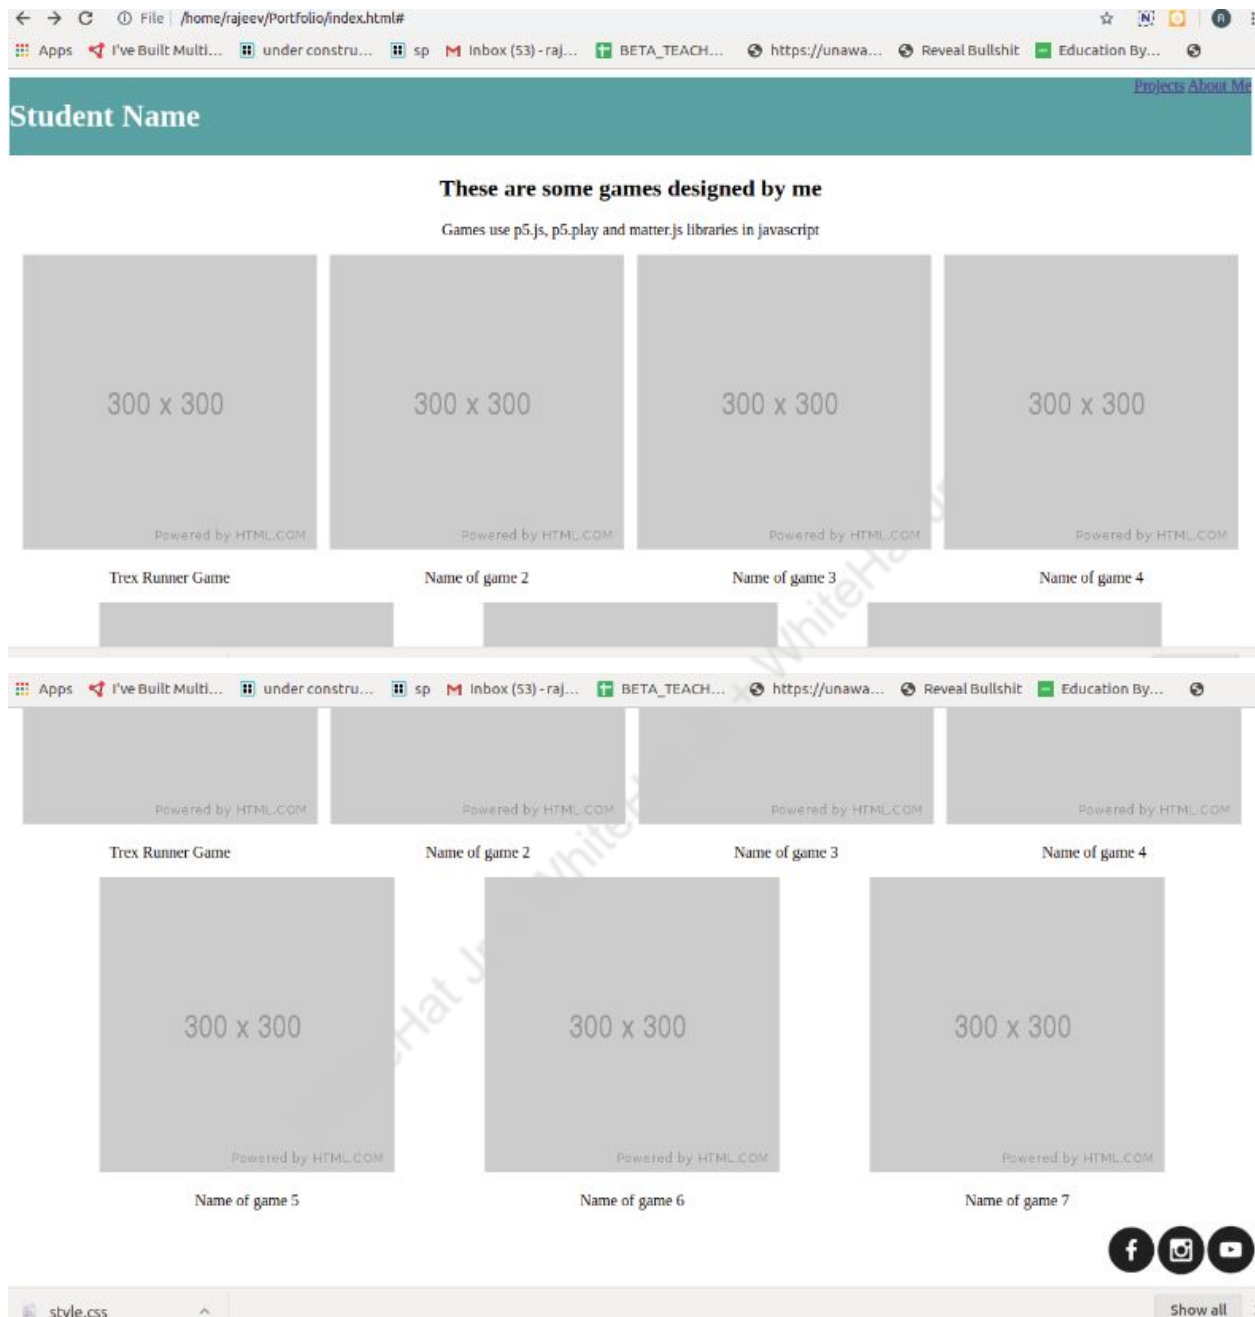 File /home/rajeev/Portfolio/index.html#
Apps I've Built Multi... under constru... sp Inbox (53) - raj... BETA_TEACH... https://unawa... Reveal Bullshit Education By...
Projects About Me
Student Name
These are some games designed by me
Games use p5.js, p5.play and matter.js libraries in javascript
300 x 300 300 x 300 300 x 300 300 x 300
Powered by HTML.COM Powered by HTML.COM Powered by HTML.COM Powered by HTML.COM
Trex Runner Game Name of game 2 Name of game 3 Name of game 4
Apps I've Built Multi... under constru... sp Inbox (53) - raj... BETA_TEACH... https://unawa... Reveal Bullshit Education By...
Powered by HTML.COM Powered by HTML.COM Powered by HTML.COM Powered by HTML.COM
Trex Runner Game Name of game 2 Name of game 3 Name of game 4
300 x 300 300 x 300 300 x 300
Powered by HTML.COM Powered by HTML.COM Powered by HTML.COM
Name of game 5 Name of game 6 Name of game 7
style.css Show all